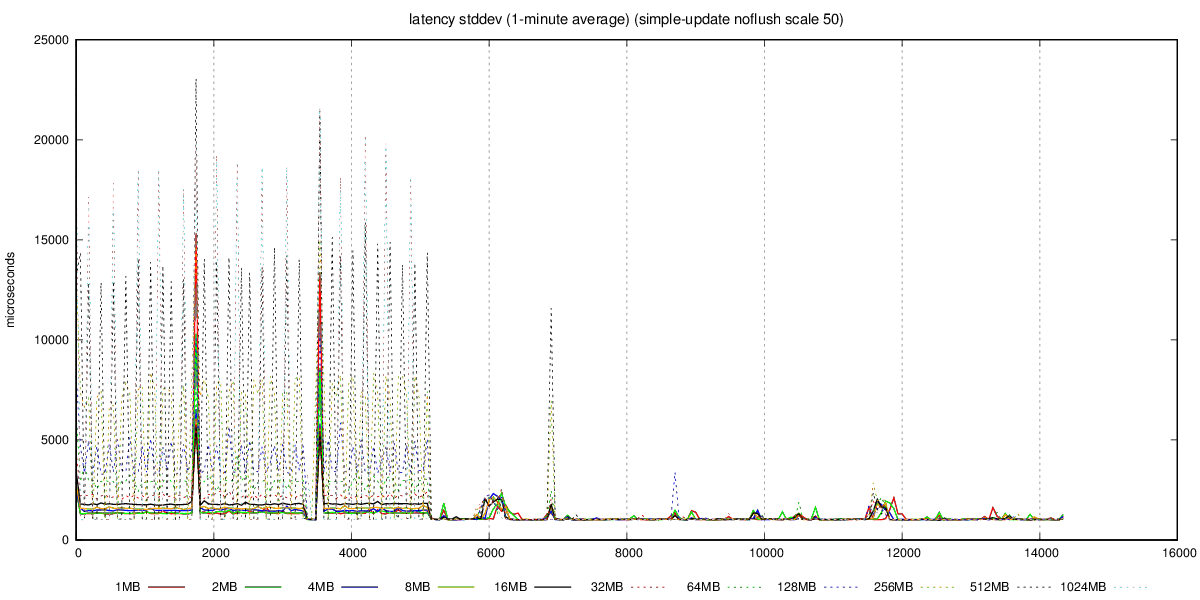 latency stddev (1-minute average) (simple-update noflush scale 50)
25000
20000
15000
10000
5000
0
microseconds
0 2000 4000 6000 8000 10000 12000 14000 16000
1MB 2MB 4MB 8MB 16MB 32MB 64MB 128MB 256MB 512MB 1024MB